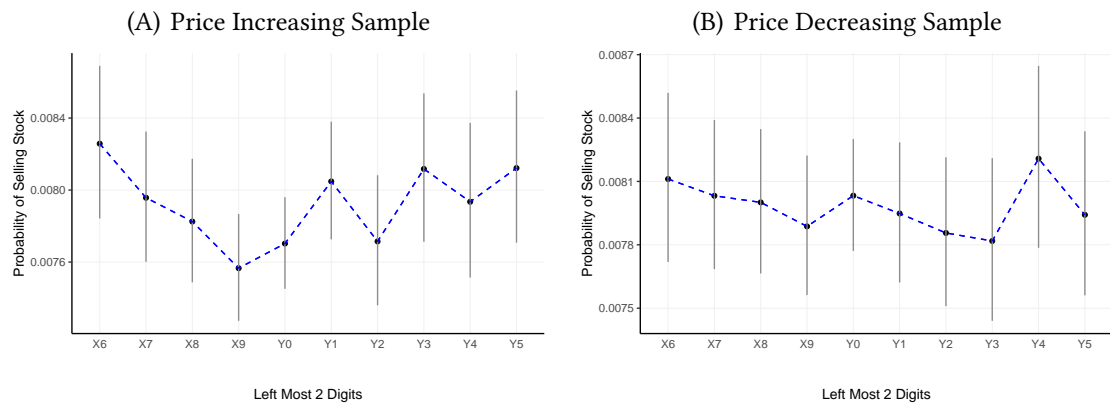 (A) Price Increasing Sample
Probability of Selling Stock
0.0084
0.0080
0.0076
X6 X7 X8 X9 Y0 Y1 Y2 Y3 Y4 Y5
Left Most 2 Digits
(B) Price Decreasing Sample
Probability of Selling Stock
0.0087
0.0084
0.0081
0.0078
0.0075
X6 X7 X8 X9 Y0 Y1 Y2 Y3 Y4 Y5
Left Most 2 Digits